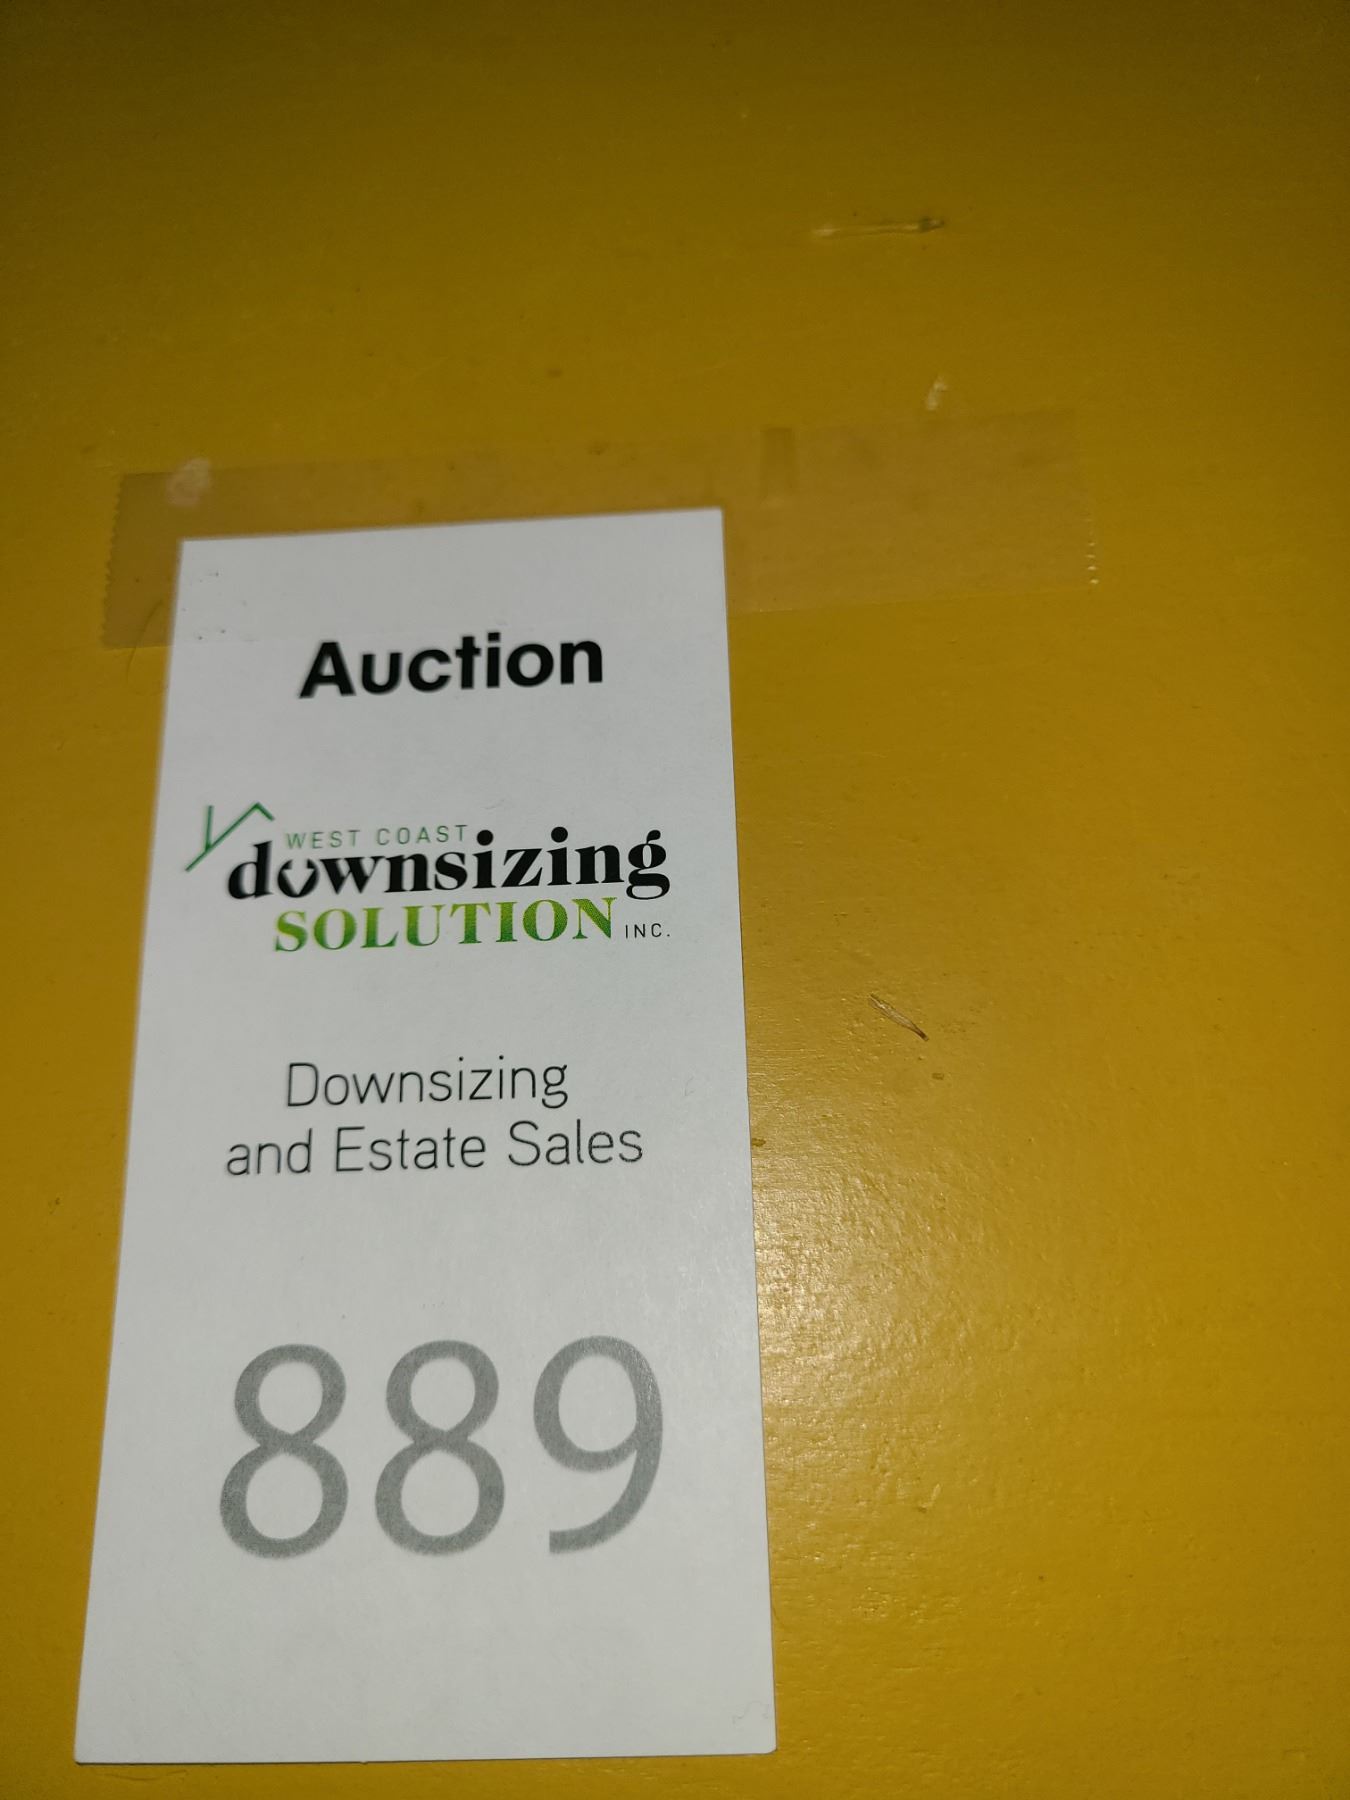 Auction
WEST COAST
downsizing
SOLUTION INC.
Downsizing
and Estate Sales
889